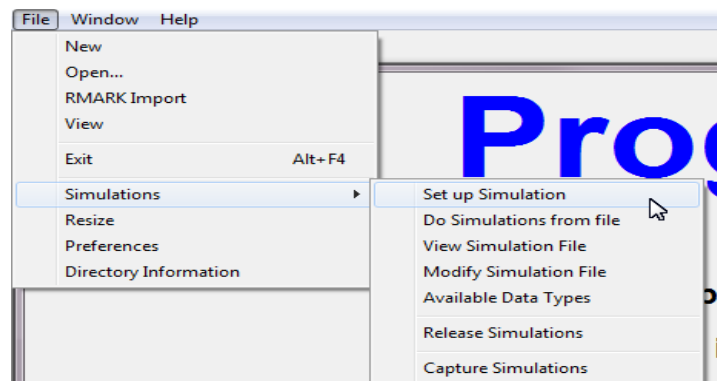 File Window Help
New
Open...
RMARK Import
View
Exit Alt+F4
Simulations
Resize
Preferences
Directory Information
Set up Simulation
Do Simulations from file
View Simulation File
Modify Simulation File
Available Data Types
Release Simulations
Capture Simulations